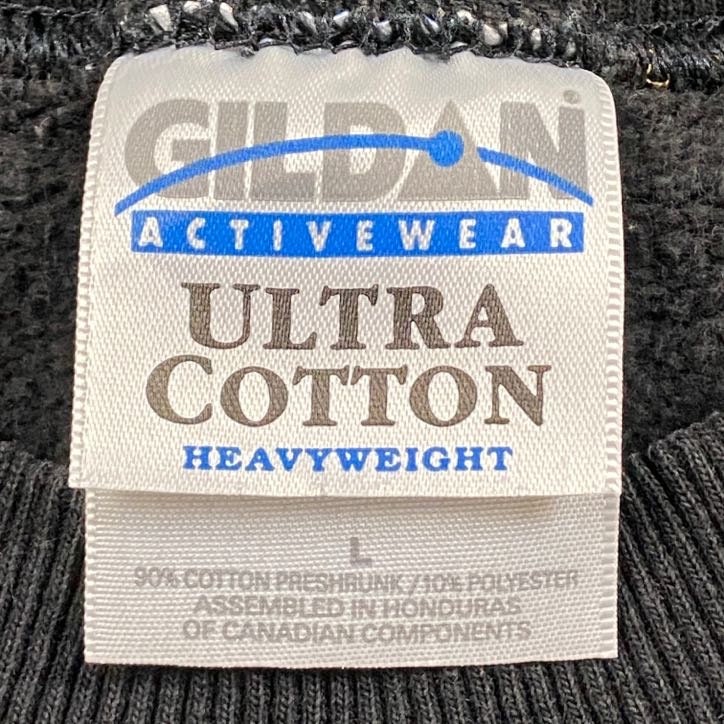 GILDAN®
ACTIVEWEAR
ULTRA
COTTON
HEAVYWEIGHT
L
90% COTTON PRESHRUNK / 10% POLYESTER
ASSEMBLED IN HONDURAS
OF CANADIAN COMPONENTS